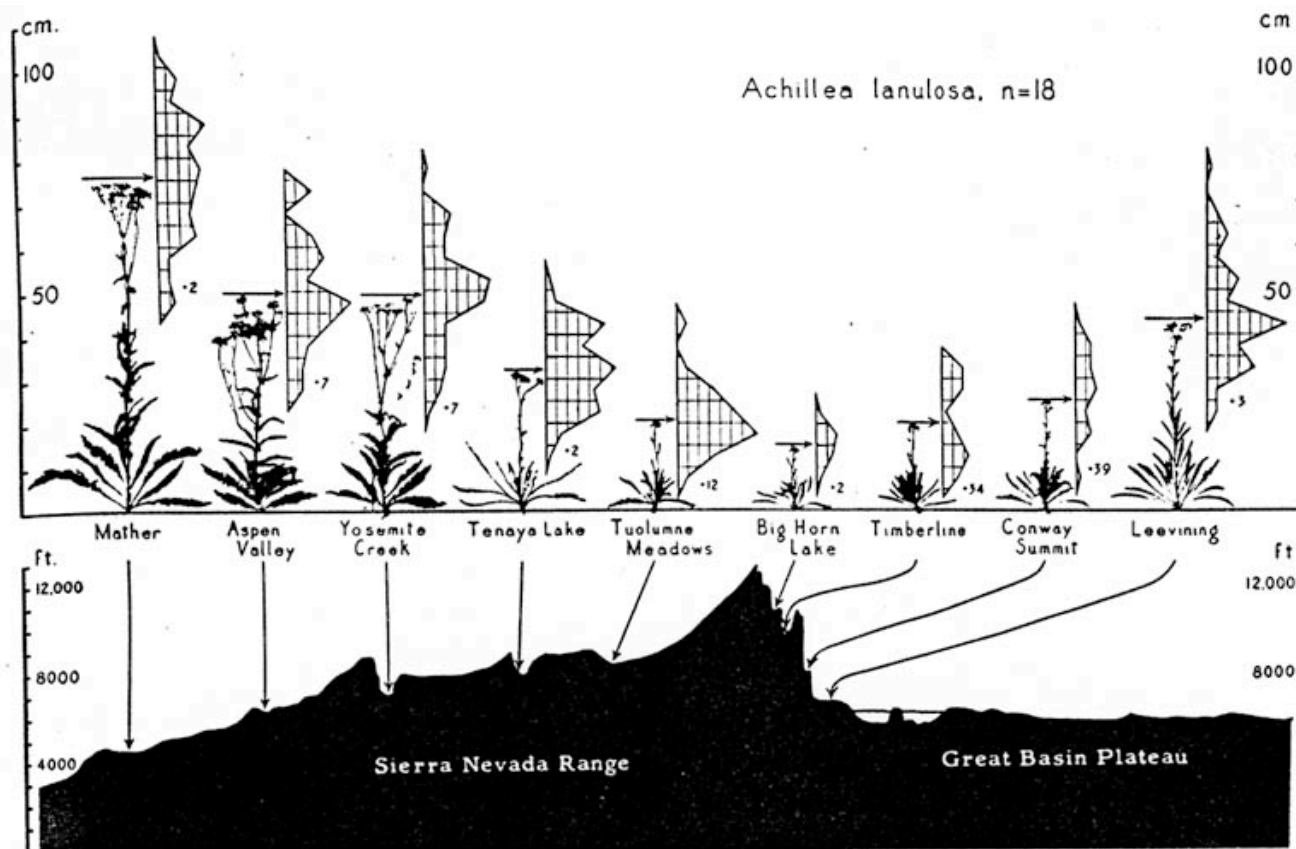 cm.
cm
100
100
Achillea lanulosa, n=18
50
50
+2
+7
+7
+2
+12
+2
+34
+39
+3
Mather
Aspen Valley
Yosemite Creek
Tenaya Lake
Tuolumne Meadows
Big Horn Lake
Timberline
Conway Summit
Leevining
Ft.
Ft
12,000
12,000
8000
8000
4000
Sierra Nevada Range
Great Basin Plateau